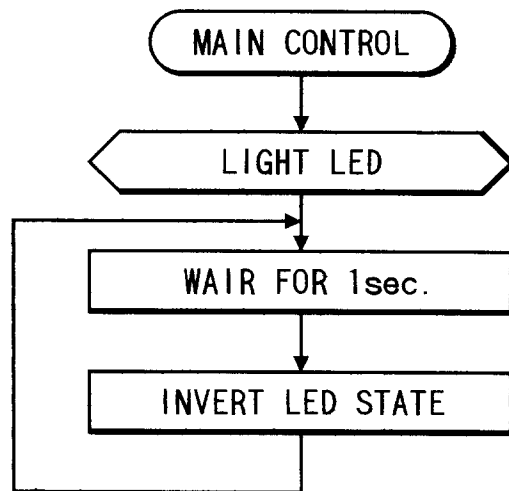 MAIN CONTROL
LIGHT LED
WAIR FOR 1sec.
INVERT LED STATE